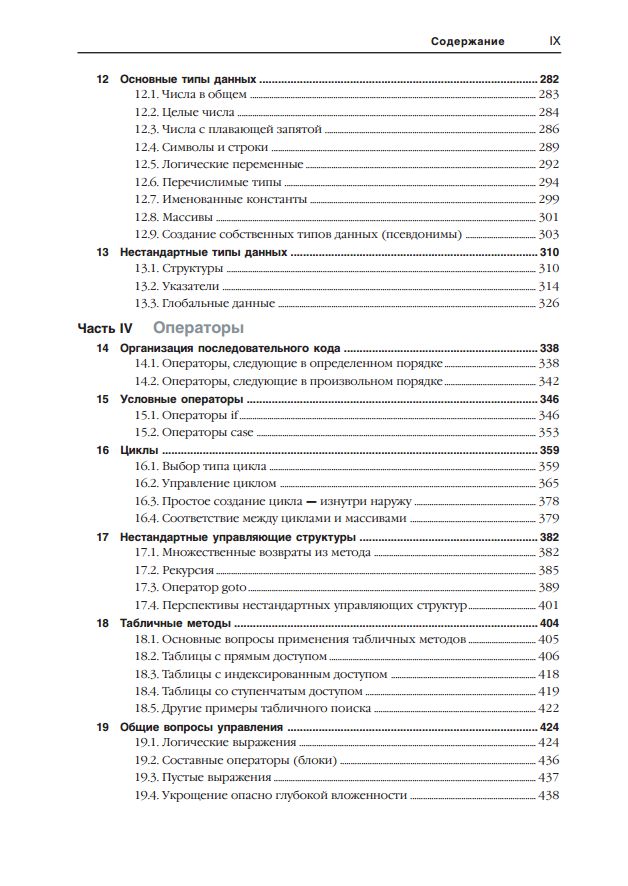 Содержание IX
12 Основные типы данных 282
12.1. Числа в общем 283
12.2. Целые числа 284
12.3. Числа с плавающей запятой 286
12.4. Символы и строки 289
12.5. Логические переменные 292
12.6. Перечислимые типы 294
12.7. Именованные константы 299
12.8. Массивы 301
12.9. Создание собственных типов данных (псевдонимы) 303
13 Нестандартные типы данных 310
13.1. Структуры 310
13.2. Указатели 314
13.3. Глобальные данные 326
Часть IV Операторы
14 Организация последовательного кода 338
14.1. Операторы, следующие в определенном порядке 338
14.2. Операторы, следующие в произвольном порядке 342
15 Условные операторы 346
15.1. Операторы if 346
15.2. Операторы case 353
16 Циклы 359
16.1. Выбор типа цикла 359
16.2. Управление циклом 365
16.3. Простое создание цикла — изнутри наружу 378
16.4. Соответствие между циклами и массивами 379
17 Нестандартные управляющие структуры 382
17.1. Множественные возвраты из метода 382
17.2. Рекурсия 385
17.3. Оператор goto 389
17.4. Перспективы нестандартных управляющих структур 401
18 Табличные методы 404
18.1. Основные вопросы применения табличных методов 405
18.2. Таблицы с прямым доступом 406
18.3. Таблицы с индексированным доступом 418
18.4. Таблицы со ступенчатым доступом 419
18.5. Другие примеры табличного поиска 422
19 Общие вопросы управления 424
19.1. Логические выражения 424
19.2. Составные операторы (блоки) 436
19.3. Пустые выражения 437
19.4. Укрощение опасно глубокой вложенности 438